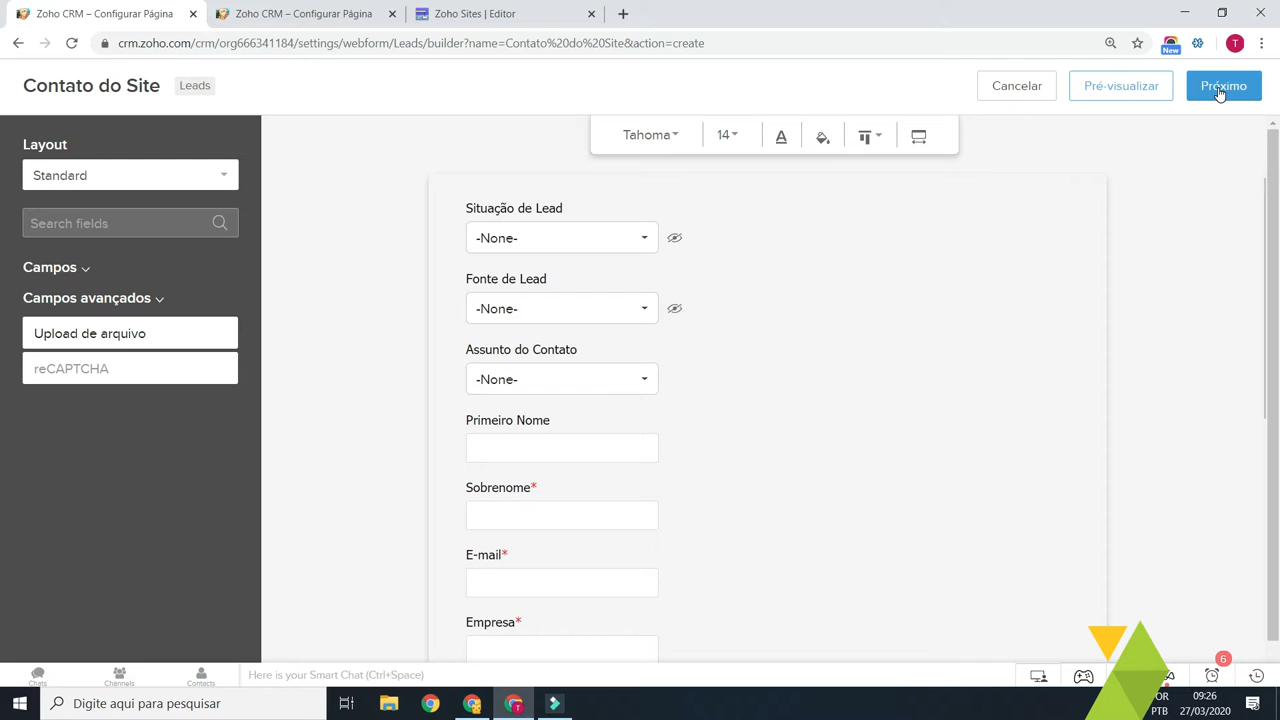 Zoho CRM – Configurar Página
Zoho CRM – Configurar Página
Zoho Sites | Editor
crm.zoho.com/crm/org666341184/settings/webform/Leads/builder?name=Contato%20do%20Site&action=create
New
T
Contato do Site
Leads
Cancelar
Pré-visualizar
Próximo
Layout
Standard
Search fields
Campos
Campos avançados
Upload de arquivo
reCAPTCHA
Tahoma
14
A
Situação de Lead
-None-
Fonte de Lead
-None-
Assunto do Contato
-None-
Primeiro Nome
Sobrenome*
E-mail*
Empresa*
Chats
Channels
Contacts
Here is your Smart Chat (Ctrl+Space)
6
Digite aqui para pesquisar
T
POR
PTB
09:26
27/03/2020